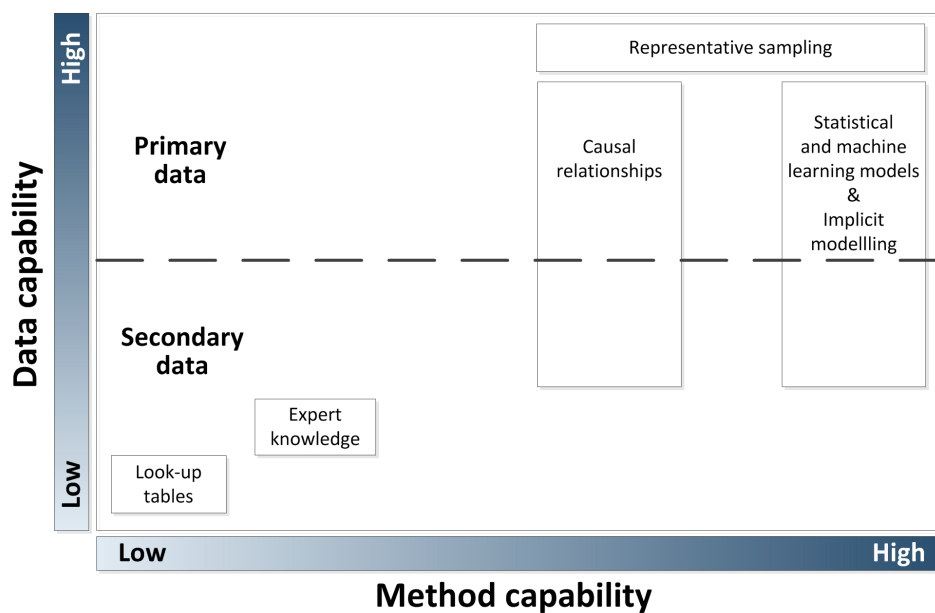 High
Representative sampling
Primary
data
Causal
relationships
Statistical
and machine
learning models
&
Implicit
modellling
Data capability
Secondary
data
Expert
knowledge
Look-up
tables
Low
Low
High
Method capability